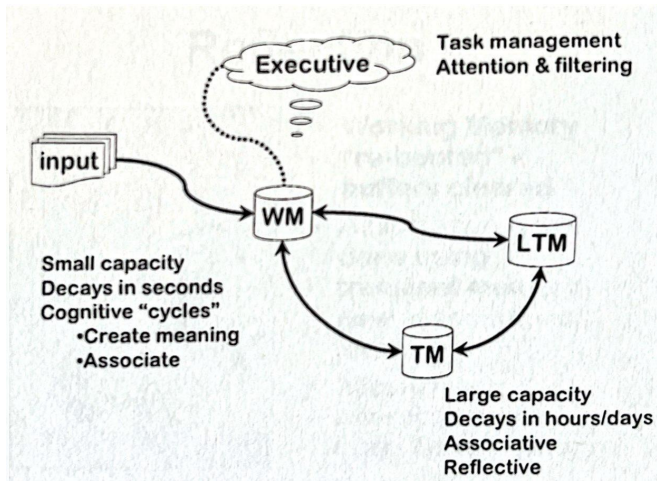 Executive
Task management
Attention & filtering
input
WM
LTM
Small capacity
Decays in seconds
Cognitive “cycles”
•Create meaning
•Associate
TM
Large capacity
Decays in hours/days
Associative
Reflective